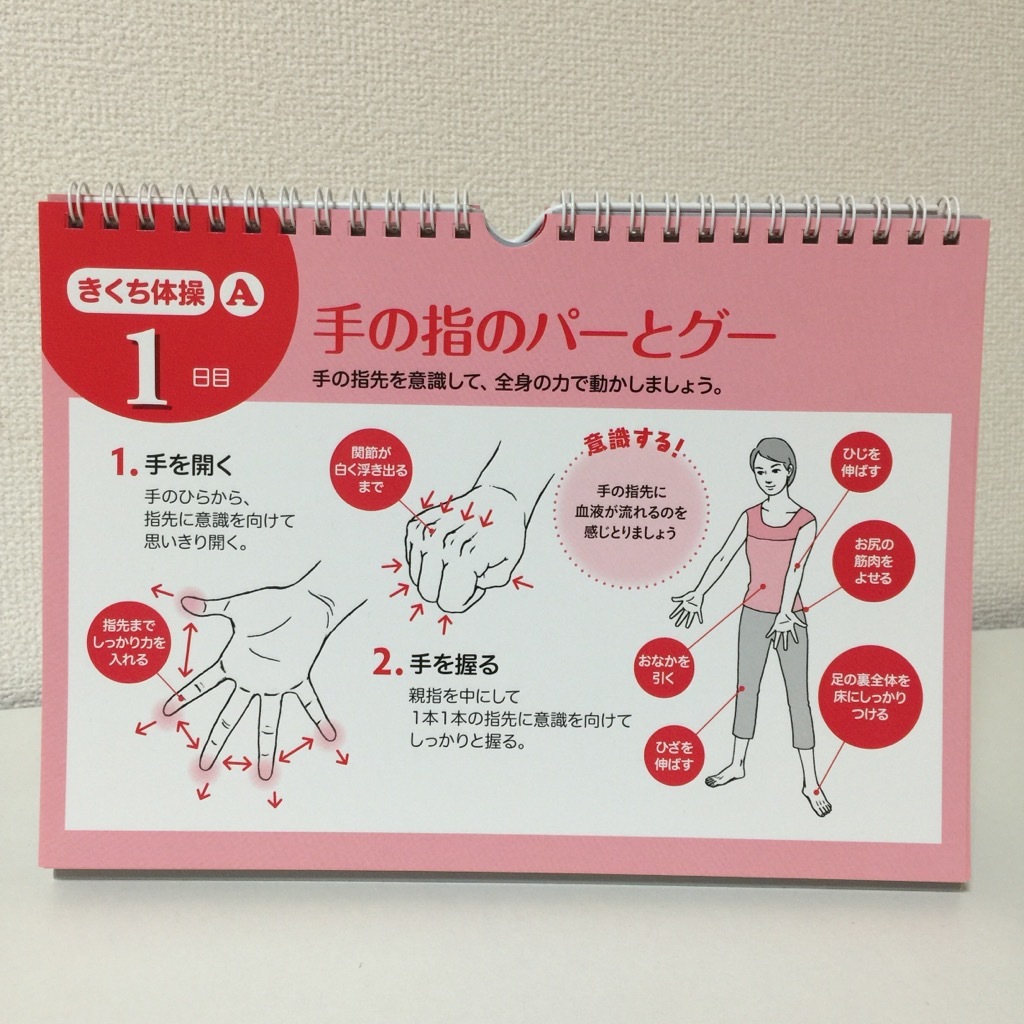 きくち体操 A
1日目
手の指のパーとグー
手の指先を意識して、全身の力で動かしましょう。
1. 手を開く
手のひらから、
指先に意識を向けて
思いきり開く。
指先まで
しっかり力を
入れる
関節が
白く浮き出る
まで
2. 手を握る
親指を中にして
1本1本の指先に意識を向けて
しっかりと握る。
意識する!
手の指先に
血液が流れるのを
感じとりましょう
ひじを
伸ばす
お尻の
筋肉を
よせる
おなかを
引く
足の裏全体を
床にしっかり
つける
ひざを
伸ばす